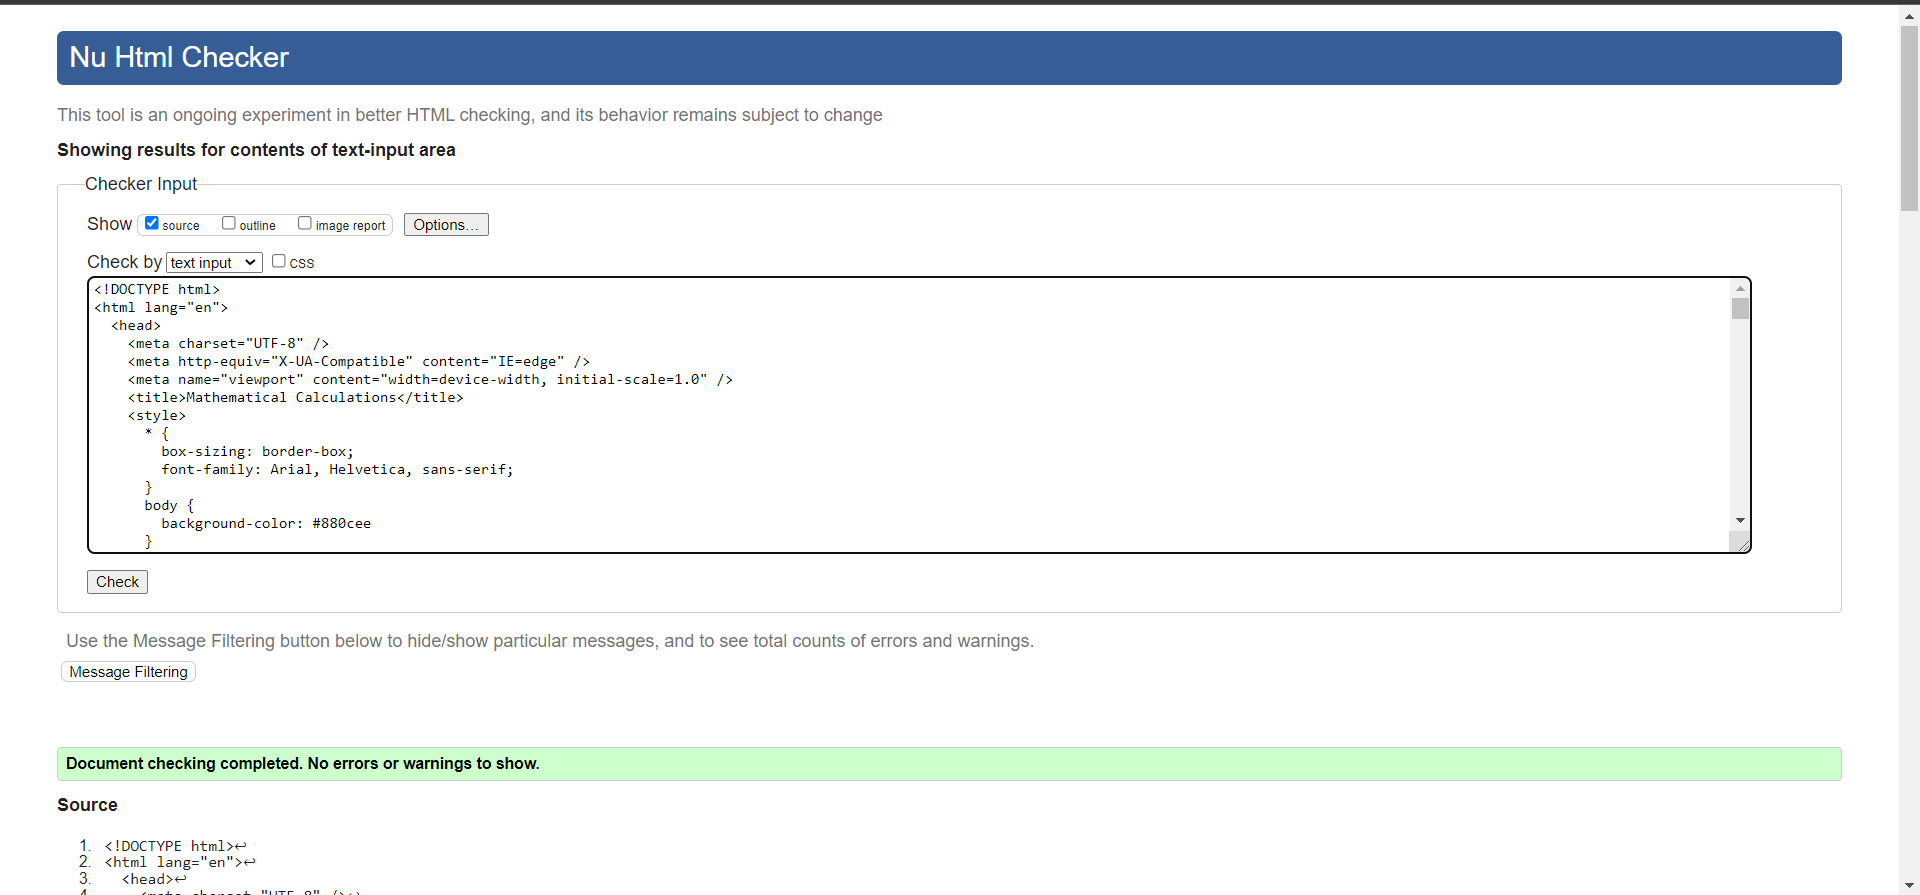 Nu Html Checker
This tool is an ongoing experiment in better HTML checking, and its behavior remains subject to change
Showing results for contents of text-input area
Checker Input
Show source outline image report Options...
Check by text input css
<!DOCTYPE html>
<html lang="en">
  <head>
    <meta charset="UTF-8" />
    <meta http-equiv="X-UA-Compatible" content="IE=edge" />
    <meta name="viewport" content="width=device-width, initial-scale=1.0" />
    <title>Mathematical Calculations</title>
    <style>
      * {
        box-sizing: border-box;
        font-family: Arial, Helvetica, sans-serif;
      }
      body {
        background-color: #880cee
      }
Check
Use the Message Filtering button below to hide/show particular messages, and to see total counts of errors and warnings.
Message Filtering
Document checking completed. No errors or warnings to show.
Source
1. <!DOCTYPE html>↩
2. <html lang="en">↩
3.   <head>↩
4.     <meta charset="UTF-8" />↩